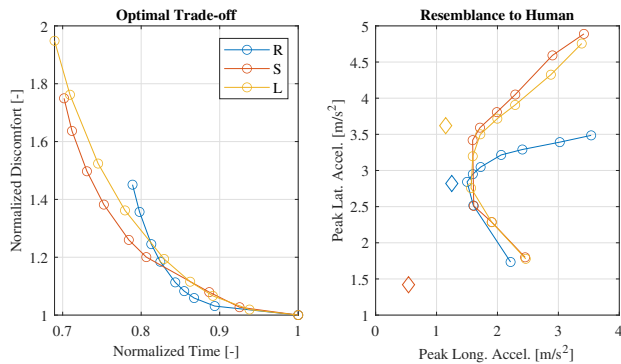 Optimal Trade-off
2
1.8
1.6
1.4
1.2
1
0.7
0.8
0.9
1
Normalized Discomfort [-]
Normalized Time [-]
R
S
L
Resemblance to Human
5
4.5
4
3.5
3
2.5
2
1.5
1
0
1
2
3
4
Peak Lat. Accel. [m/s²]
Peak Long. Accel. [m/s²]